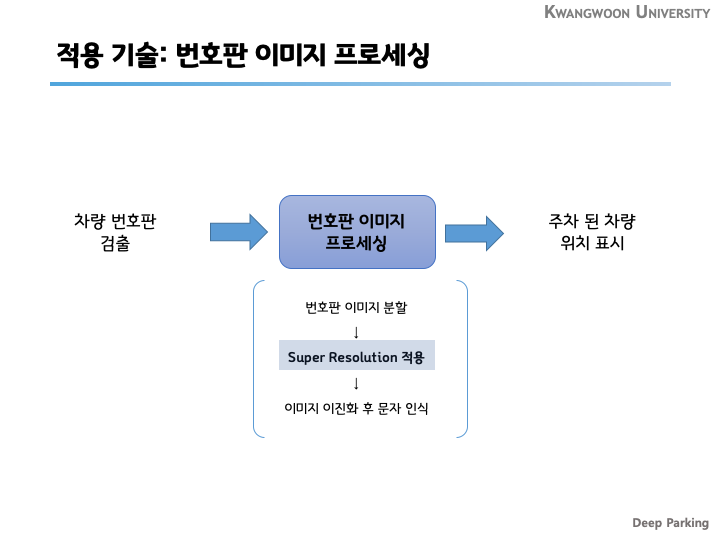 KWANGWOON UNIVERSITY
적용 기술: 번호판 이미지 프로세싱
차량 번호판
검출
번호판 이미지
프로세싱
주차 된 차량
위치 표시
번호판 이미지 분할
↓
Super Resolution 적용
↓
이미지 이진화 후 문자 인식
Deep Parking